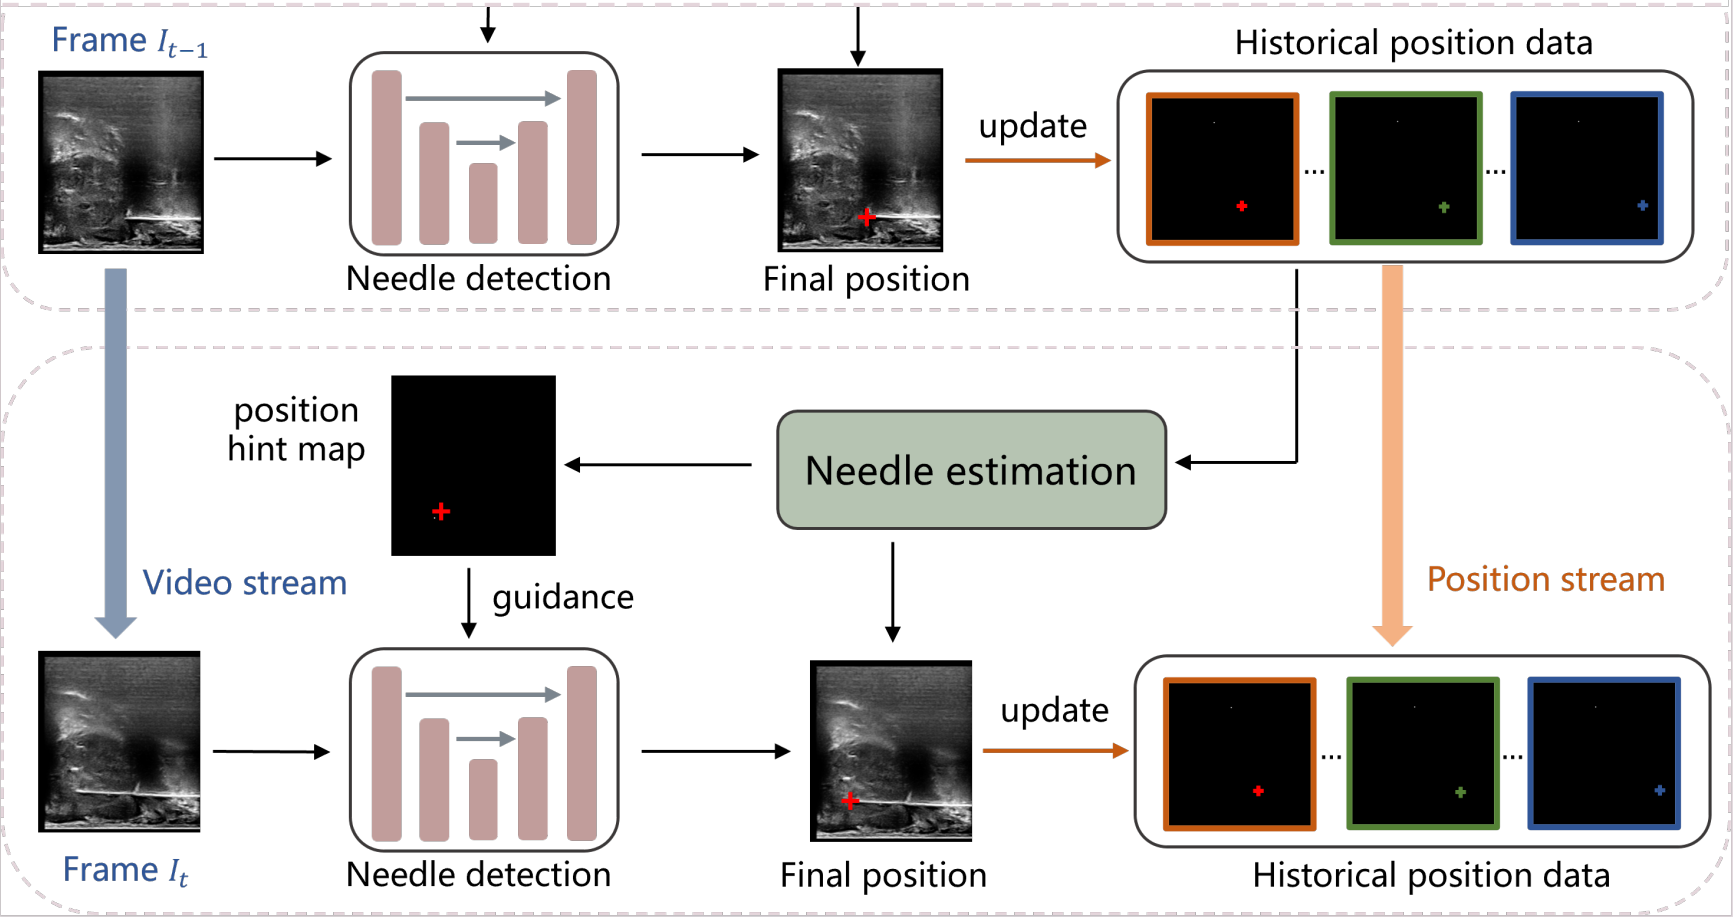 Frame I_{t−1}
Historical position data
update
... ...
Needle detection
Final position
position
hint map
Needle estimation
Video stream
guidance
Position stream
update
... ...
Frame I_t
Needle detection
Final position
Historical position data